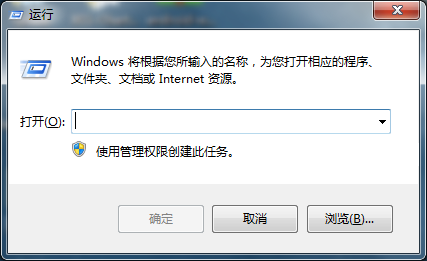 运行
Windows 将根据您所输入的名称，为您打开相应的程序、
文件夹、文档或 Internet 资源。
打开(O):
使用管理权限创建此任务。
确定
取消
浏览(B)...